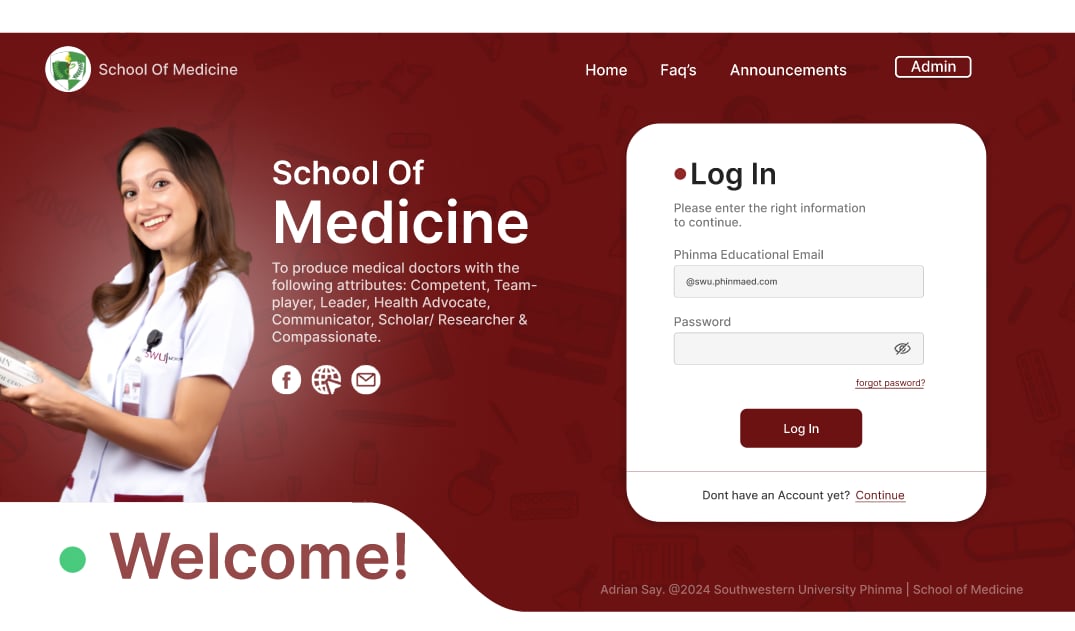 School Of Medicine
Home
Faq's
Announcements
Admin
School Of
Medicine
To produce medical doctors with the
following attributes: Competent, Team-
player, Leader, Health Advocate,
Communicator, Scholar/ Researcher &
Compassionate.
SWU
Log In
Please enter the right information
to continue.
Phinma Educational Email
@swu.phinmaed.com
Password
forgot pasword?
Log In
Dont have an Account yet? Continue
Welcome!
Adrian Say. @2024 Southwestern University Phinma | School of Medicine